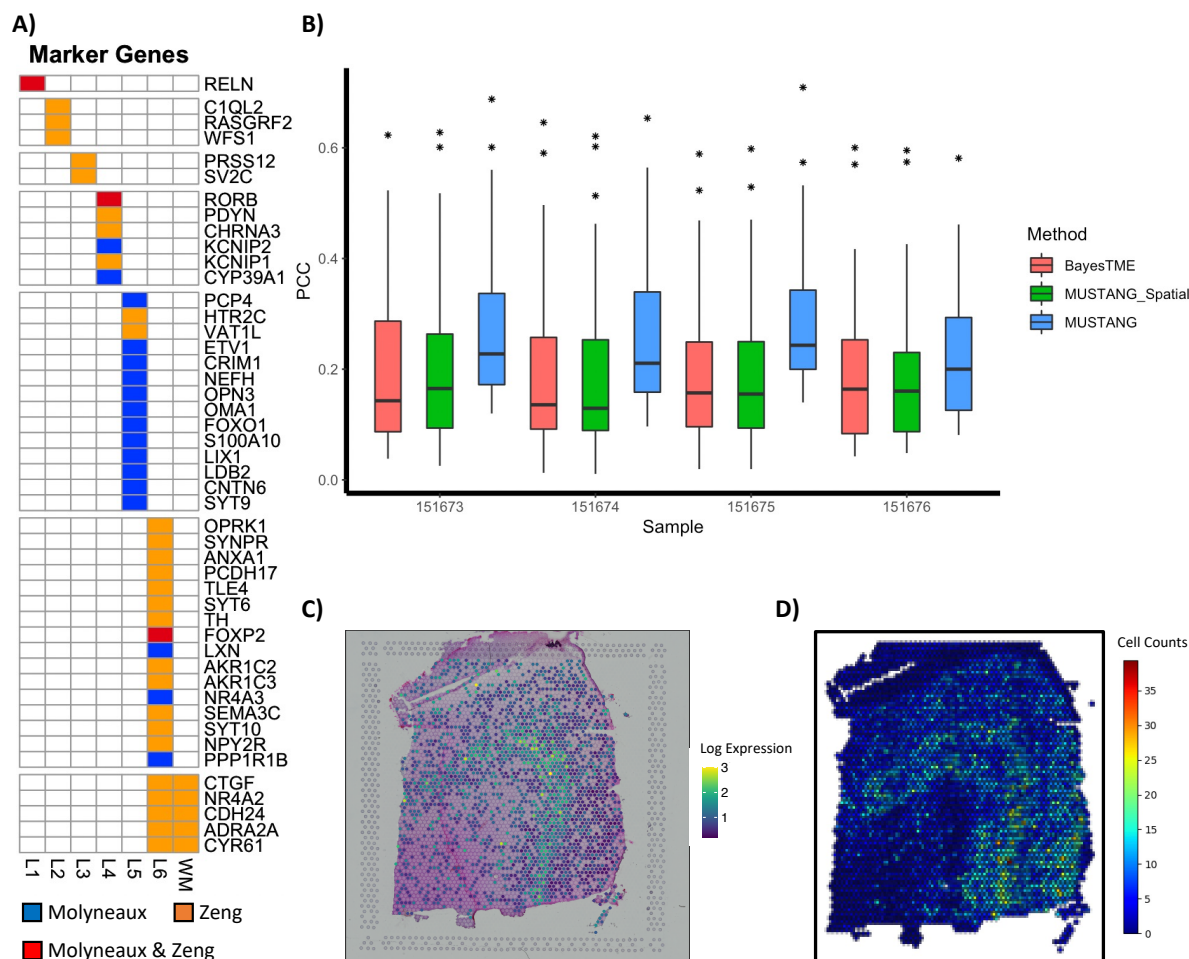 A)
Marker Genes
RELN
C1QL2
RASGRF2
WFS1
PRSS12
SV2C
RORB
PDYN
CHRNA3
KCNIP2
KCNIP1
CYP39A1
PCP4
HTR2C
VAT1L
ETV1
CRIM1
NEFH
OPN3
OMA1
FOXO1
S100A10
LIX1
LDB2
CNTN6
SYT9
OPRK1
SYNPR
ANXA1
PCDH17
TLE4
SYT6
TH
FOXP2
LXN
AKR1C2
AKR1C3
NR4A3
SEMA3C
SYT10
NPY2R
PPP1R1B
CTGF
NR4A2
CDH24
ADRA2A
CYR61
L1 L2 L3 L4 L5 L6 WM
Molyneaux Zeng
Molyneaux & Zeng
B)
PCC
0.6
0.4
0.2
0.0
151673 151674 151675 151676
Sample
Method
BayesTME
MUSTANG_Spatial
MUSTANG
C)
Log Expression
3
2
1
D)
Cell Counts
35
30
25
20
15
10
5
0